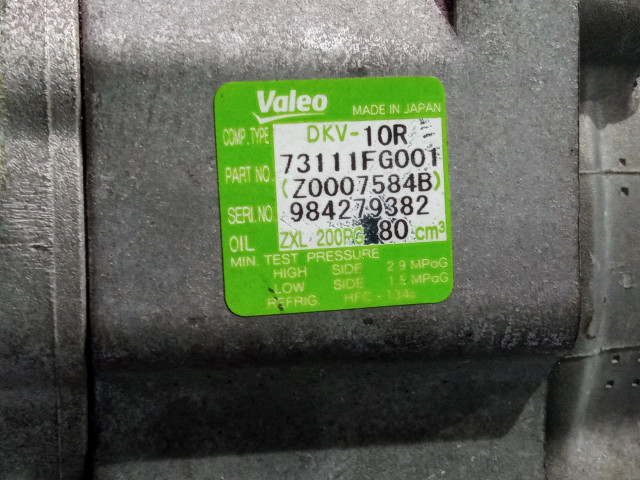 Valeo MADE IN JAPAN
COMP. TYPE DKV-10R
PART NO. 73111FG001
(Z0007584B)
SERI.NO 984279382
OIL ZXL 200PG 80 cm³
MIN. TEST PRESSURE
HIGH SIDE 2.9 MPaG
LOW SIDE 1.5 MPaG
REFRIG. HFC-134a